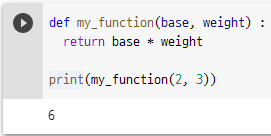 def my_function(base, weight) :
  return base * weight

print(my_function(2, 3))
6